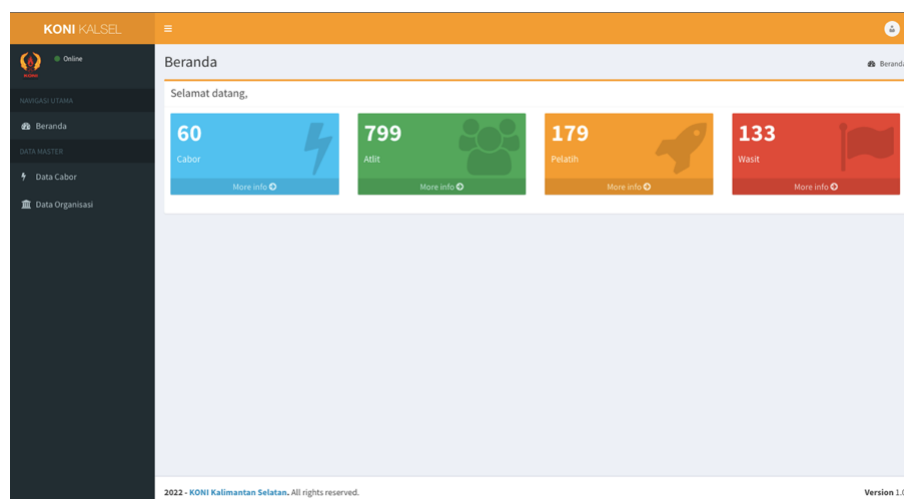 KONI KALSEL
Online
Beranda
Beranda
NAVIGASI UTAMA
Selamat datang,
Beranda
DATA MASTER
Data Cabor
Data Organisasi
60
Cabor
More info
799
Atlit
More info
179
Pelatih
More info
133
Wasit
More info
2022 - KONI Kalimantan Selatan. All rights reserved.
Version 1.0